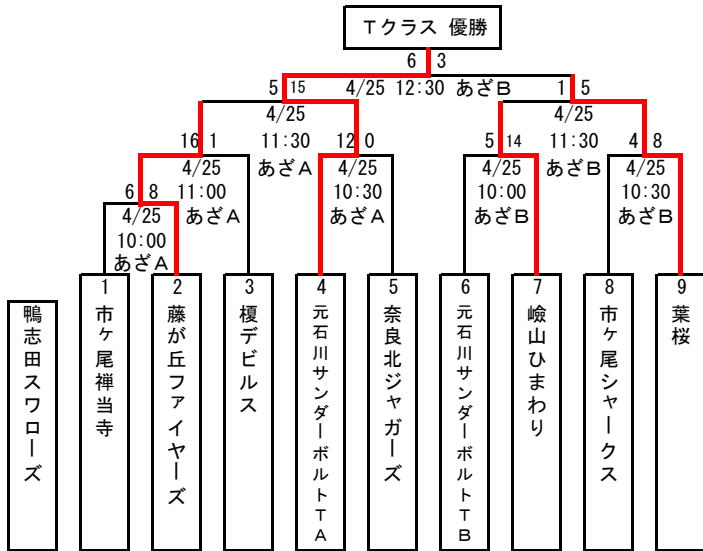 Tクラス 優勝
6 3
5 15 4/25 12:30 あざB 1 5
4/25 4/25
16 1 11:30 12 0 5 14 11:30 4 8
4/25 あざA 4/25 4/25 あざB 4/25
6 8 11:00 10:30 10:00 10:30
4/25 あざA あざA あざB あざB
10:00
あざA
1 2 3 4 5 6 7 8 9
鴨志田スワローズ
市ヶ尾禅当寺
藤が丘ファイヤーズ
榎デビルス
元石川サンダーボルトTA
奈良北ジャガーズ
元石川サンダーボルトTB
嶮山ひまわり
市ヶ尾シャークス
葉桜